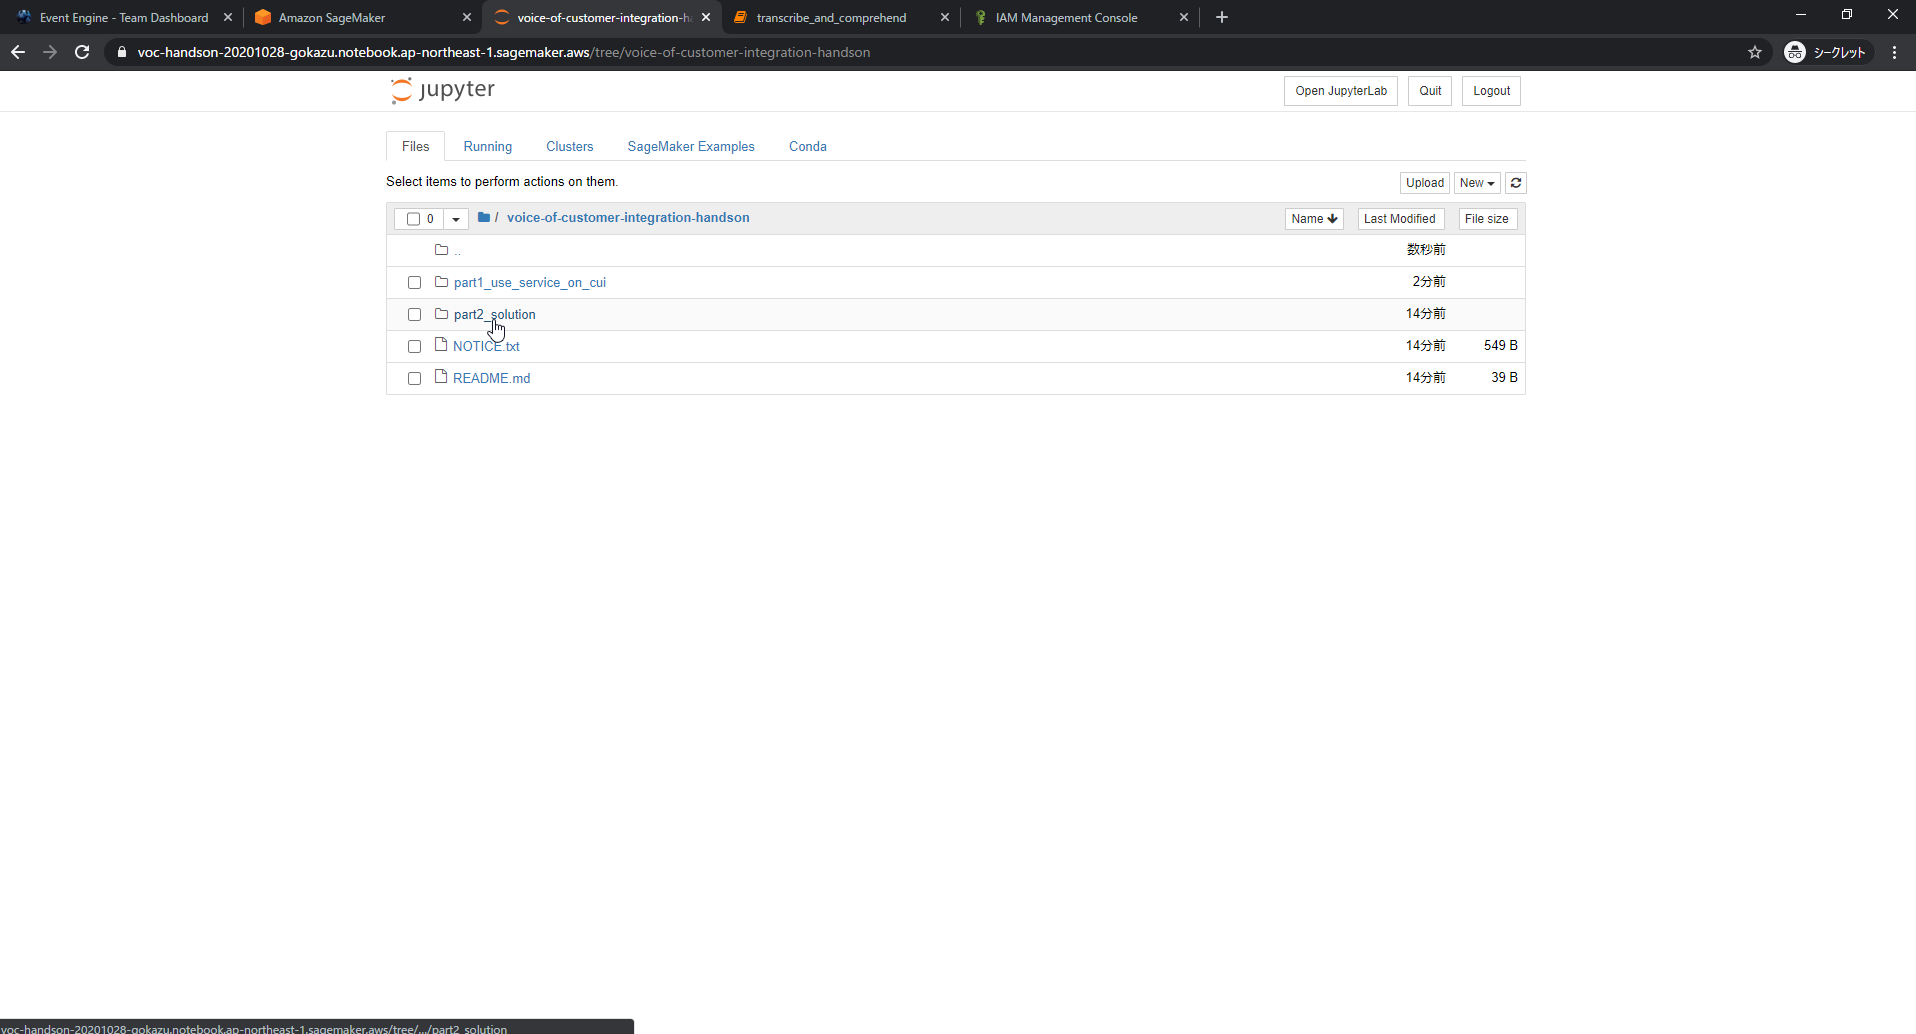 Event Engine - Team Dashboard
Amazon SageMaker
voice-of-customer-integration-ha
transcribe_and_comprehend
IAM Management Console
voc-handson-20201028-gokazu.notebook.ap-northeast-1.sagemaker.aws/tree/voice-of-customer-integration-handson
シークレット
jupyter
Open JupyterLab
Quit
Logout
Files
Running
Clusters
SageMaker Examples
Conda
Select items to perform actions on them.
Upload
New
0
/ voice-of-customer-integration-handson
Name
Last Modified
File size
..
数秒前
part1_use_service_on_cui
2分前
part2_solution
14分前
NOTICE.txt
14分前
549 B
README.md
14分前
39 B
voc-handson-20201028-gokazu.notebook.ap-northeast-1.sagemaker.aws/tree/.../part2_solution